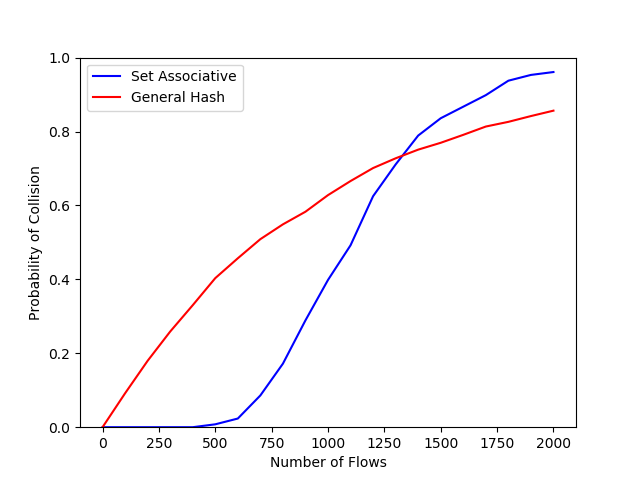 Set Associative
General Hash
1.0
0.8
0.6
0.4
0.2
0.0
Probability of Collision
0 250 500 750 1000 1250 1500 1750 2000
Number of Flows